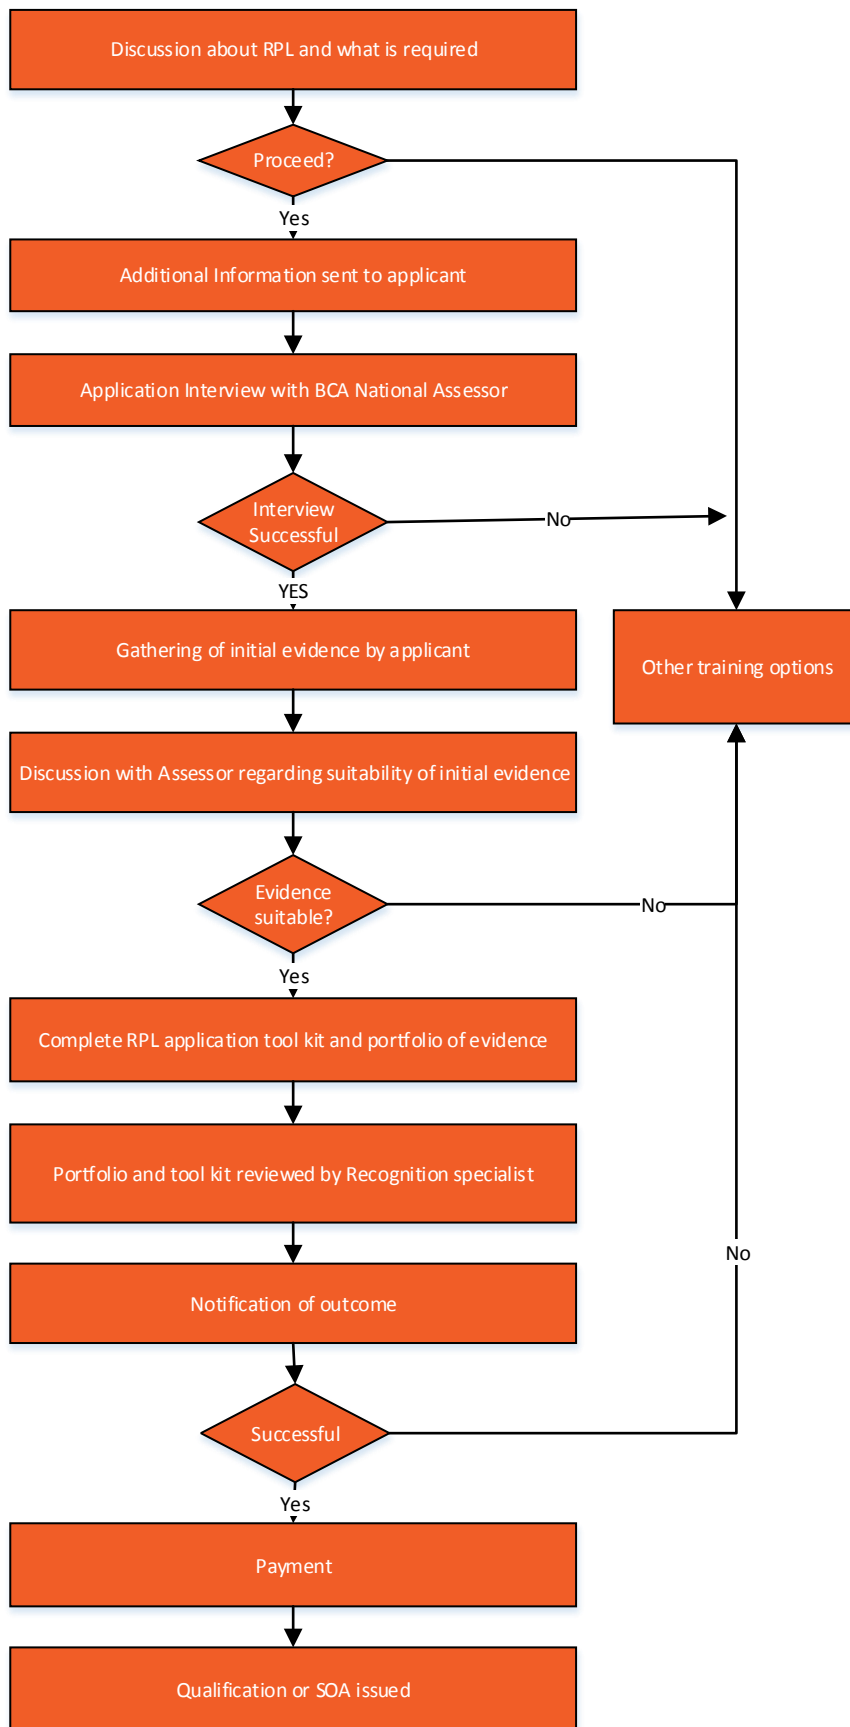 Discussion about RPL and what is required
Proceed?
Yes
Additional Information sent to applicant
Application Interview with BCA National Assessor
Interview
Successful
No
YES
Gathering of initial evidence by applicant
Other training options
Discussion with Assessor regarding suitability of initial evidence
Evidence
suitable?
No
Yes
Complete RPL application tool kit and portfolio of evidence
Portfolio and tool kit reviewed by Recognition specialist
No
Notification of outcome
Successful
Yes
Payment
Qualification or SOA issued